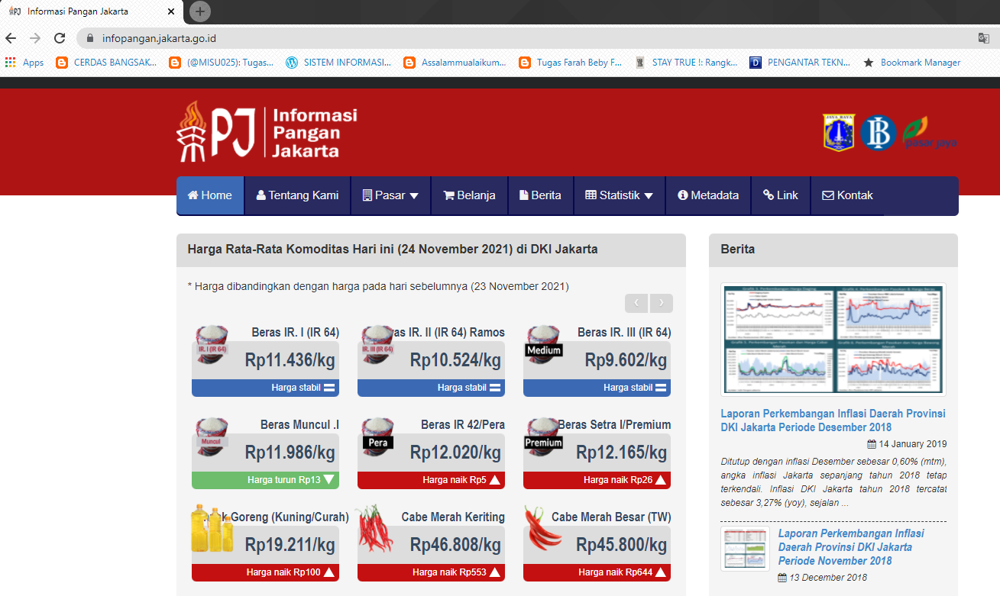 Informasi Pangan Jakarta
infopangan.jakarta.go.id
Apps
CERDAS BANGSAK...
(@MISU025): Tugas...
SISTEM INFORMASI...
Assalammualaikum...
Tugas Farah Beby F...
STAY TRUE !: Rangk...
PENGANTAR TEKN...
Bookmark Manager
PJ
Informasi
Pangan
Jakarta
JAYA RAYA
pasar jaya
Home
Tentang Kami
Pasar
Belanja
Berita
Statistik
Metadata
Link
Kontak
Harga Rata-Rata Komoditas Hari ini (24 November 2021) di DKI Jakarta
* Harga dibandingkan dengan harga pada hari sebelumnya (23 November 2021)
IR. I (IR 64)
Beras IR. I (IR 64)
Rp11.436/kg
Harga stabil
IR. III (IR 64)
as IR. II (IR 64) Ramos
Rp10.524/kg
Harga stabil
Medium
Beras IR. III (IR 64)
Rp9.602/kg
Harga stabil
Muncul
Beras Muncul .I
Rp11.986/kg
Harga turun Rp13
Pera
Beras IR 42/Pera
Rp12.020/kg
Harga naik Rp5
Premium
Beras Setra I/Premium
Rp12.165/kg
Harga naik Rp26
Goreng (Kuning/Curah)
Rp19.211/kg
Harga naik Rp100
Cabe Merah Keriting
Rp46.808/kg
Harga naik Rp553
Cabe Merah Besar (TW)
Rp45.800/kg
Harga naik Rp644
Berita
Laporan Perkembangan Inflasi Daerah Provinsi
DKI Jakarta Periode Desember 2018
14 January 2019
Ditutup dengan inflasi Desember sebesar 0,60% (mtm),
angka inflasi Jakarta sepanjang tahun 2018 tetap
terkendali. Inflasi DKI Jakarta tahun 2018 tercatat
sebesar 3,27% (yoy), sejalan ...
Laporan Perkembangan Inflasi
Daerah Provinsi DKI Jakarta
Periode November 2018
13 December 2018